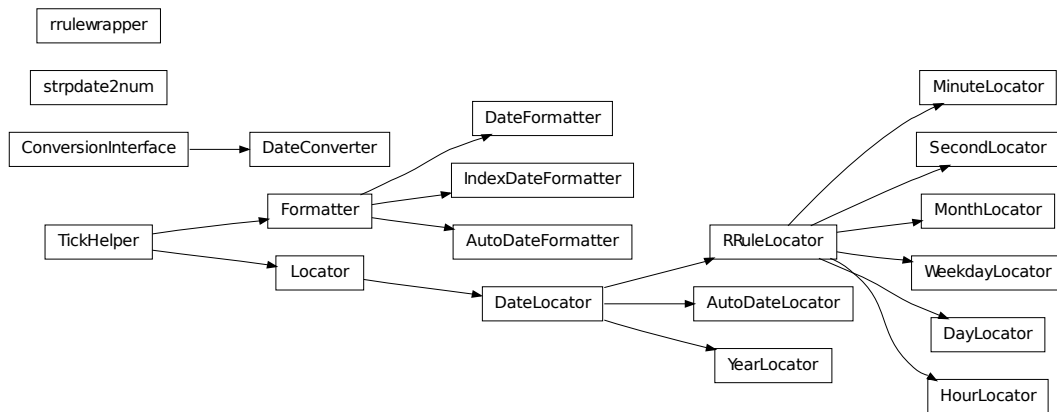 rrulewrapper
strpdate2num
ConversionInterface
DateConverter
TickHelper
Formatter
Locator
DateFormatter
IndexDateFormatter
AutoDateFormatter
DateLocator
RRuleLocator
AutoDateLocator
YearLocator
MinuteLocator
SecondLocator
MonthLocator
WeekdayLocator
DayLocator
HourLocator